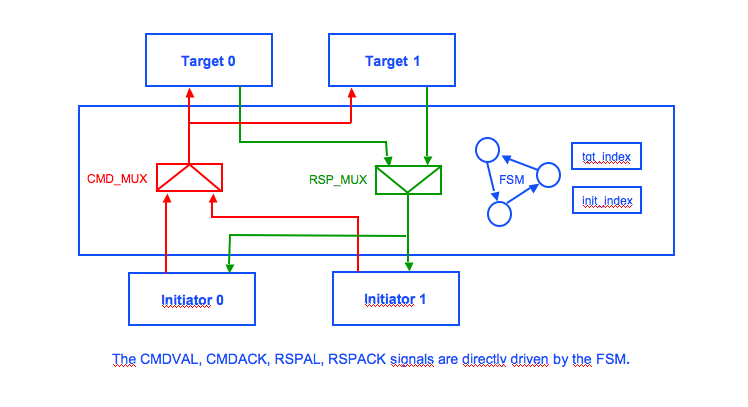 Target 0
Target 1
CMD_MUX
RSP_MUX
FSM
tgt_index
init_index
Initiator 0
Initiator 1
The CMDVAL, CMDACK, RSPAL, RSPACK signals are directly driven by the FSM.